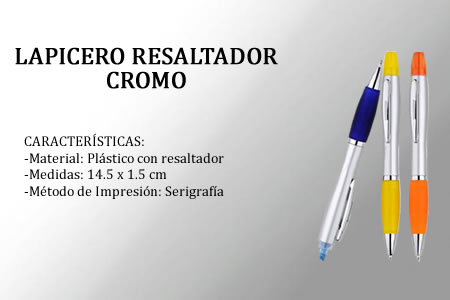 LAPICERO RESALTADOR
CROMO
CARACTERÍSTICAS:
-Material: Plástico con resaltador
-Medidas: 14.5 x 1.5 cm
-Método de Impresión: Serigrafía